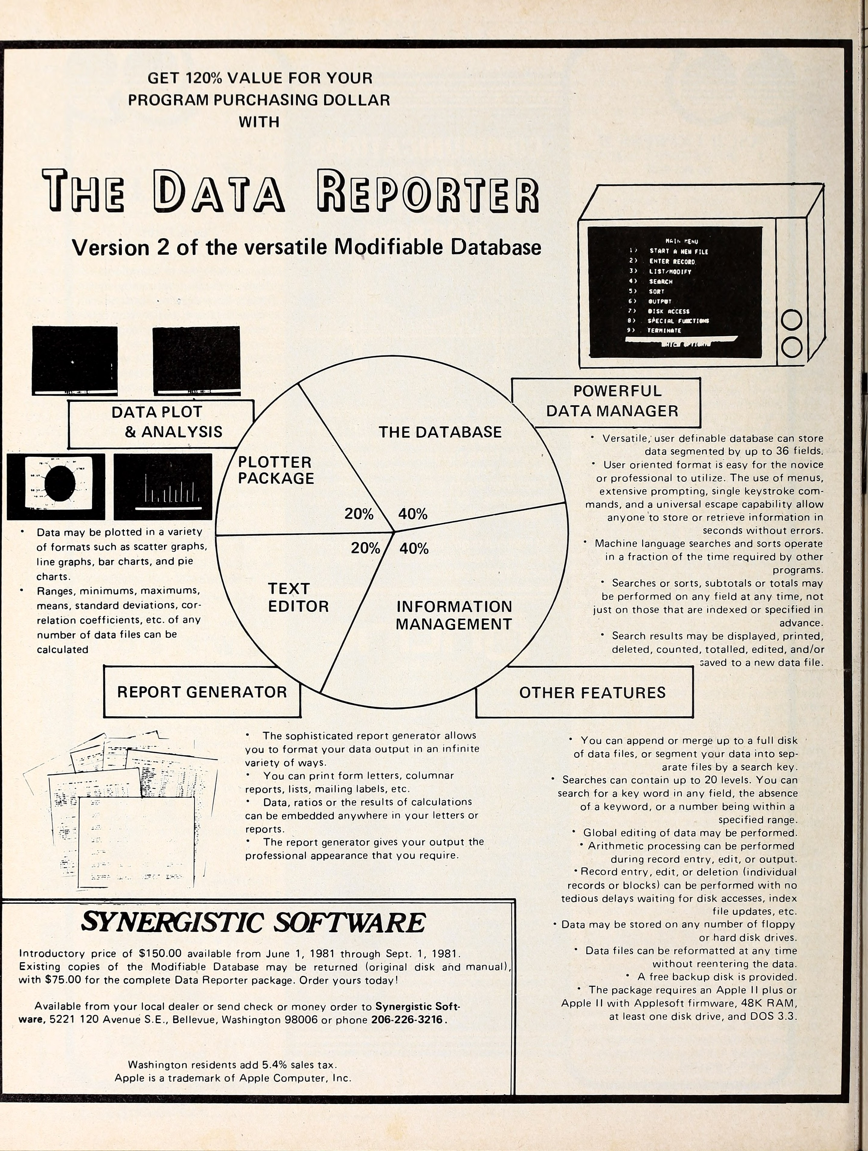 GET 120% VALUE FOR YOUR
PROGRAM PURCHASING DOLLAR
WITH
THE DATA REPORTER
Version 2 of the versatile Modifiable Database
MAIN MENU
1) START A NEW FILE
2) ENTER RECORD
3) LIST/MODIFY
4) SEARCH
5) SORT
6) OUTPUT
7) DISK ACCESS
8) SPECIAL FUNCTIONS
9) TERMINATE
DATA PLOT
& ANALYSIS
• Data may be plotted in a variety
of formats such as scatter graphs,
line graphs, bar charts, and pie
charts.
• Ranges, minimums, maximums,
means, standard deviations, cor-
relation coefficients, etc. of any
number of data files can be
calculated
THE DATABASE
PLOTTER
PACKAGE
20% 40%
20% 40%
TEXT
EDITOR
INFORMATION
MANAGEMENT
POWERFUL
DATA MANAGER
• Versatile, user definable database can store
data segmented by up to 36 fields.
• User oriented format is easy for the novice
or professional to utilize. The use of menus,
extensive prompting, single keystroke com-
mands, and a universal escape capability allow
anyone to store or retrieve information in
seconds without errors.
• Machine language searches and sorts operate
in a fraction of the time required by other
programs.
• Searches or sorts, subtotals or totals may
be performed on any field at any time, not
just on those that are indexed or specified in
advance.
• Search results may be displayed, printed,
deleted, counted, totalled, edited, and/or
saved to a new data file.
REPORT GENERATOR
• The sophisticated report generator allows
you to format your data output in an infinite
variety of ways.
• You can print form letters, columnar
reports, lists, mailing labels, etc.
• Data, ratios or the results of calculations
can be embedded anywhere in your letters or
reports.
• The report generator gives your output the
professional appearance that you require.
OTHER FEATURES
• You can append or merge up to a full disk
of data files, or segment your data into sep-
arate files by a search key.
• Searches can contain up to 20 levels. You can
search for a key word in any field, the absence
of a keyword, or a number being within a
specified range.
• Global editing of data may be performed.
• Arithmetic processing can be performed
during record entry, edit, or output.
• Record entry, edit, or deletion (individual
records or blocks) can be performed with no
tedious delays waiting for disk accesses, index
file updates, etc.
• Data may be stored on any number of floppy
or hard disk drives.
• Data files can be reformatted at any time
without reentering the data.
• A free backup disk is provided.
• The package requires an Apple II plus or
Apple II with Applesoft firmware, 48K RAM,
at least one disk drive, and DOS 3.3.
SYNERGISTIC SOFTWARE
Introductory price of $150.00 available from June 1, 1981 through Sept. 1, 1981.
Existing copies of the Modifiable Database may be returned (original disk and manual),
with $75.00 for the complete Data Reporter package. Order yours today!
Available from your local dealer or send check or money order to Synergistic Soft-
ware, 5221 120 Avenue S.E., Bellevue, Washington 98006 or phone 206-226-3216.
Washington residents add 5.4% sales tax.
Apple is a trademark of Apple Computer, Inc.